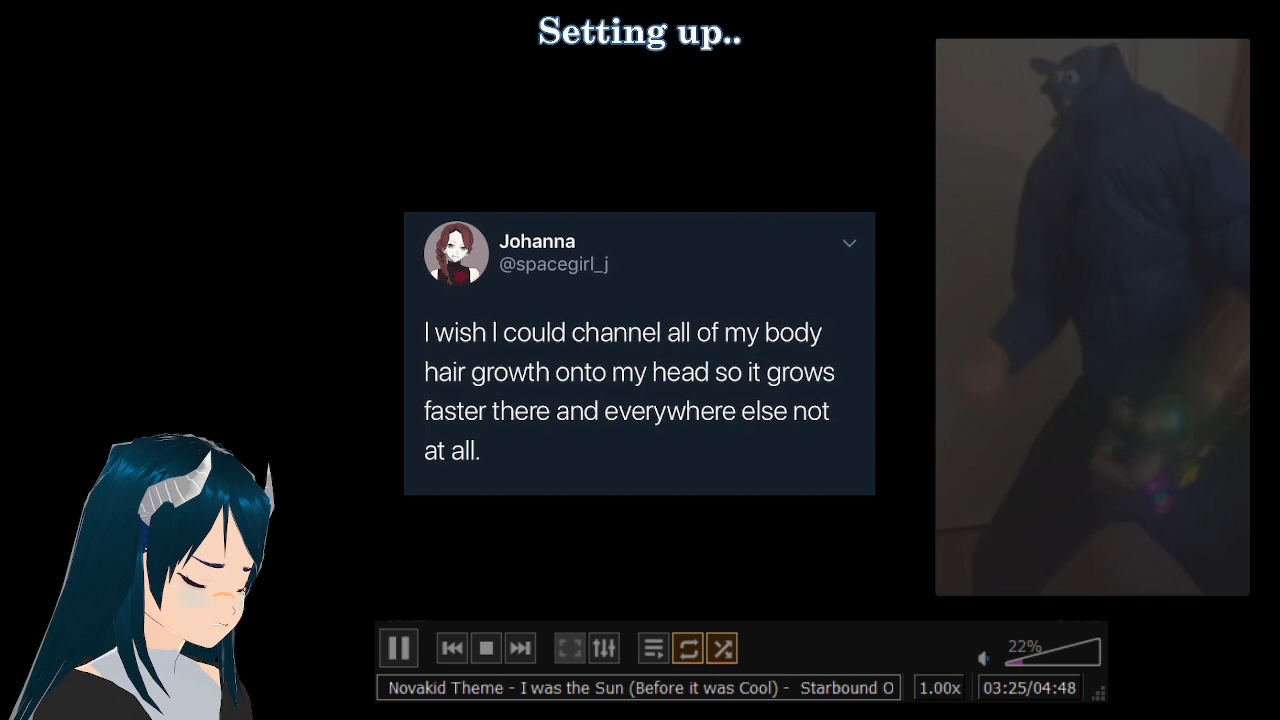 Setting up..
Johanna
@spacegirl_j
I wish I could channel all of my body
hair growth onto my head so it grows
faster there and everywhere else not
at all.
22%
Novakid Theme - I was the Sun (Before it was Cool) - Starbound O
1.00x
03:25/04:48